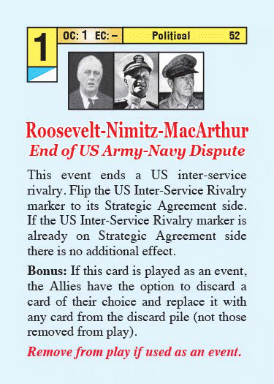 1 OC: 1 EC: – Political 52
Roosevelt-Nimitz-MacArthur
End of US Army-Navy Dispute
This event ends a US inter-service
rivalry. Flip the US Inter-Service Rivalry
marker to its Strategic Agreement side.
If the US Inter-Service Rivalry marker is
already on Strategic Agreement side
there is no additional effect.
Bonus: If this card is played as an event,
the Allies have the option to discard a
card of their choice and replace it with
any card from the discard pile (not those
removed from play).
Remove from play if used as an event.